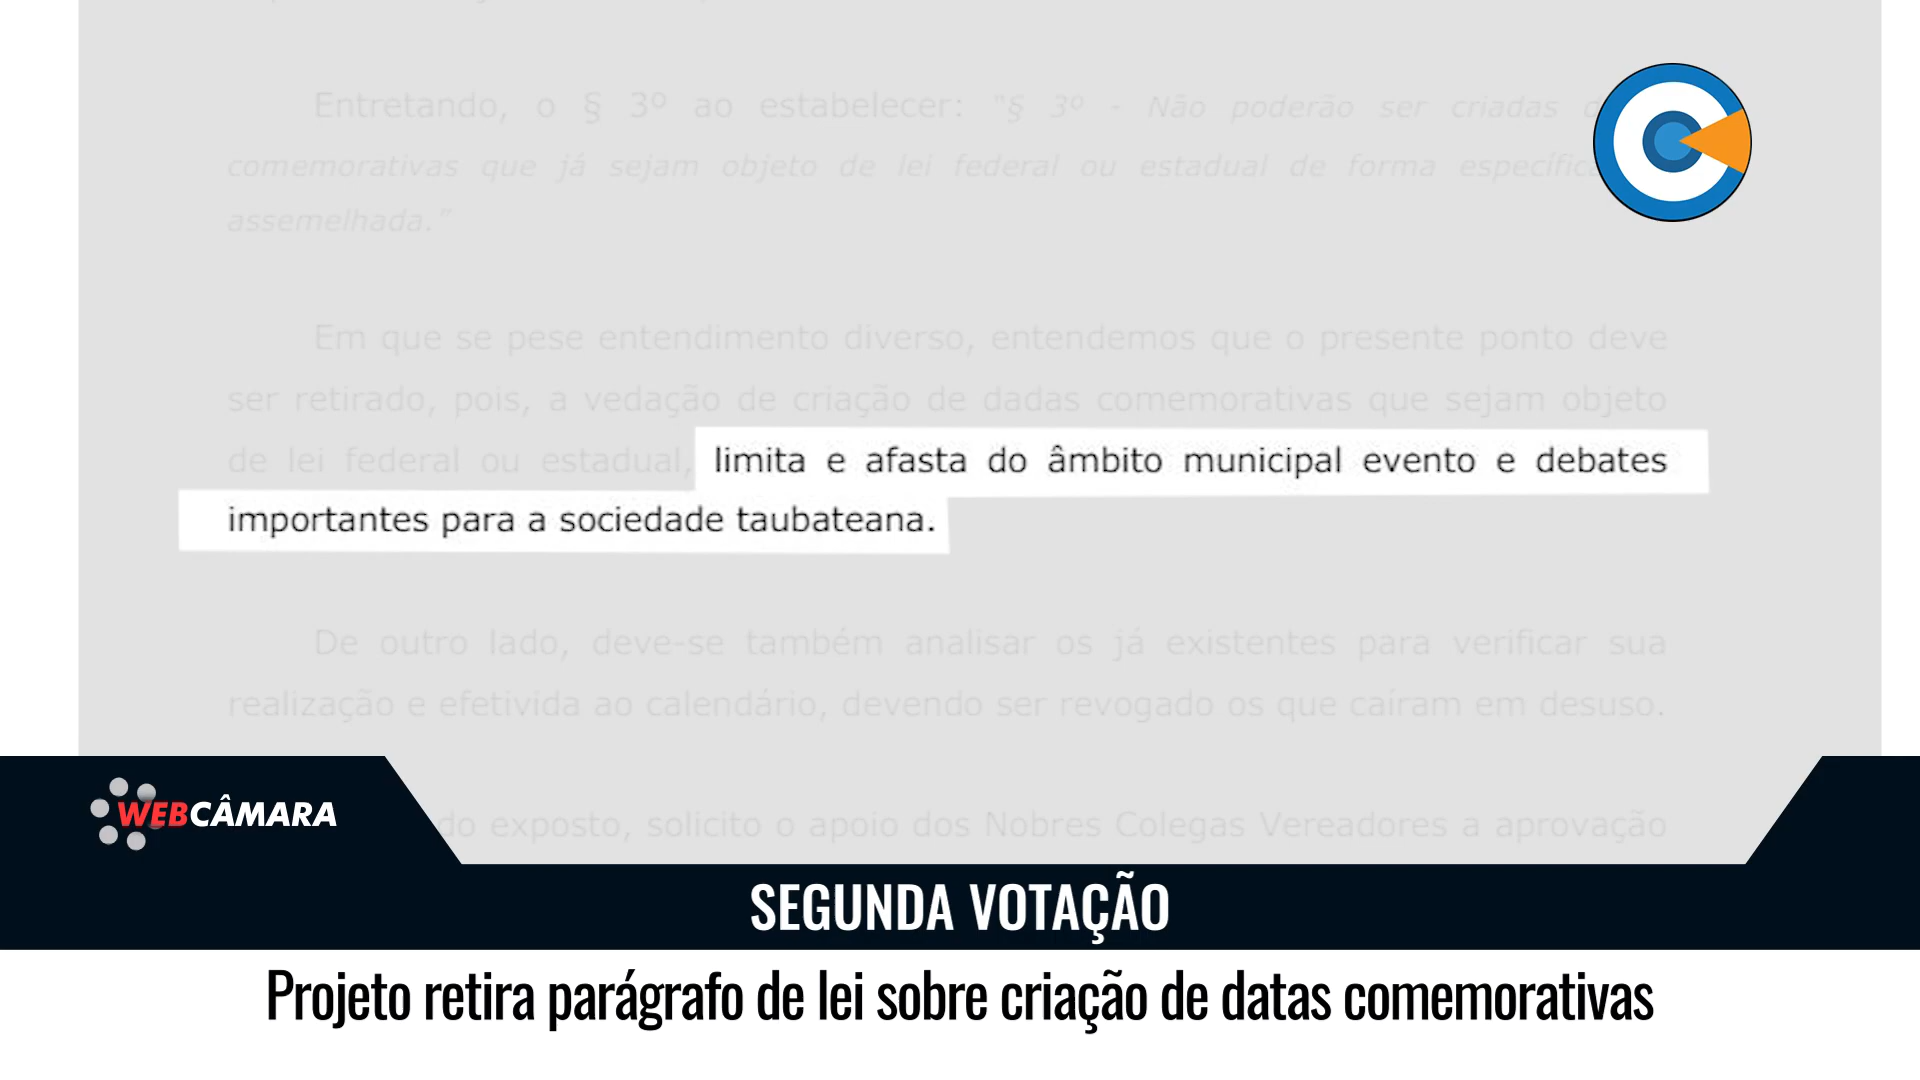 Entretando, o § 3º ao estabelecer: "§ 3º - Não poderão ser criadas
comemorativas que já sejam objeto de lei federal ou estadual de forma
assemelhada."
Em que se pese entendimento diverso, entendemos que o presente ponto deve
ser retirado, pois, a vedação de criação de dadas comemorativas que sejam objeto
de lei federal ou estadual, limita e afasta do âmbito municipal evento e debates
importantes para a sociedade taubateana.
De outro lado, deve-se também analisar os já existentes para verificar sua
realização e efetivida ao calendário, devendo ser revogado os que caíram em desuso.
do exposto, solicito o apoio dos Nobres Colegas Vereadores a aprovação
WEBCÂMARA
SEGUNDA VOTAÇÃO
Projeto retira parágrafo de lei sobre criação de datas comemorativas